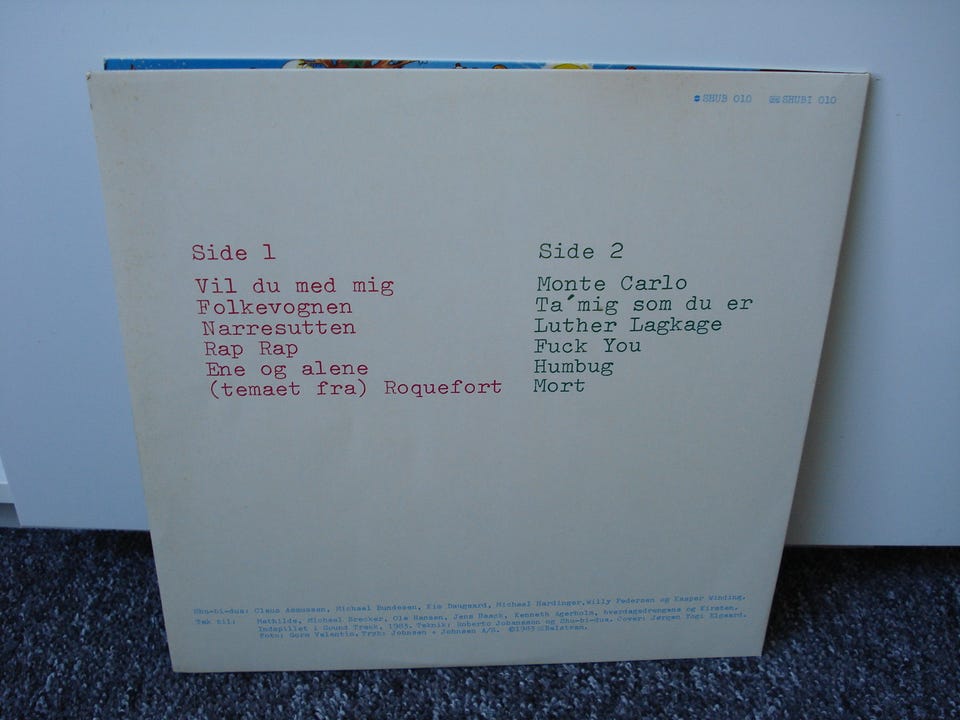 SHUB 010 SHUBI 010
Side 1
Vil du med mig
Folkevognen
Narresutten
Rap Rap
Ene og alene
(temaet fra) Roquefort
Side 2
Monte Carlo
Ta´mig som du er
Luther Lagkage
Fuck You
Humbug
Mort
Shu-bi-dua: Claus Asmussen, Michael Bundesen, Kim Daugaard, Michael Hardinger, Willy Pedersen og Kasper Winding.
Tak til: Mathilde, Michael Brecker, Ole Hansen, Jens Haack, Kenneth Agerholm, hverdagsdrengene og Kirsten.
Indspillet i Sound Track, 1983. Teknik: Roberto Johansson og Shu-bi-dua. Cover: Jørgen Yogi Elgaard.
Foto: Gorm Valentin. Tryk: Johnsen + Johnsen A/S. ©1983